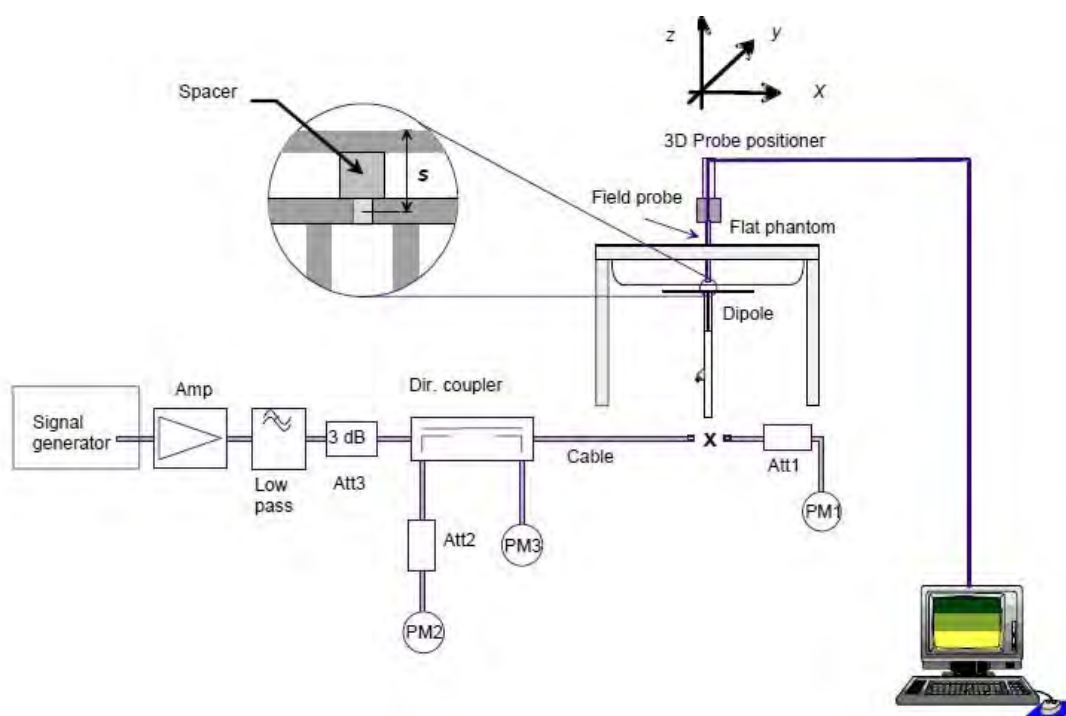 z
y
X
Spacer
3D Probe positioner
s
Field probe
Flat phantom
Dipole
Dir. coupler
Amp
Signal
generator
3 dB
Cable
Att1
Low
pass
Att3
PM1
Att2
PM3
PM2
x